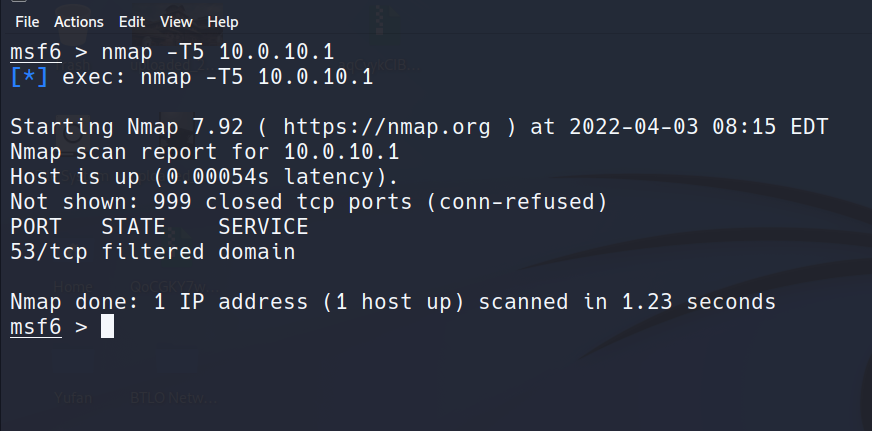 File Actions Edit View Help
msf6 > nmap -T5 10.0.10.1
[*] exec: nmap -T5 10.0.10.1
Starting Nmap 7.92 ( https://nmap.org ) at 2022-04-03 08:15 EDT
Nmap scan report for 10.0.10.1
Host is up (0.00054s latency).
Not shown: 999 closed tcp ports (conn-refused)
PORT   STATE    SERVICE
53/tcp filtered domain
Nmap done: 1 IP address (1 host up) scanned in 1.23 seconds
msf6 >
Home
Yufan
BTLO Netw...